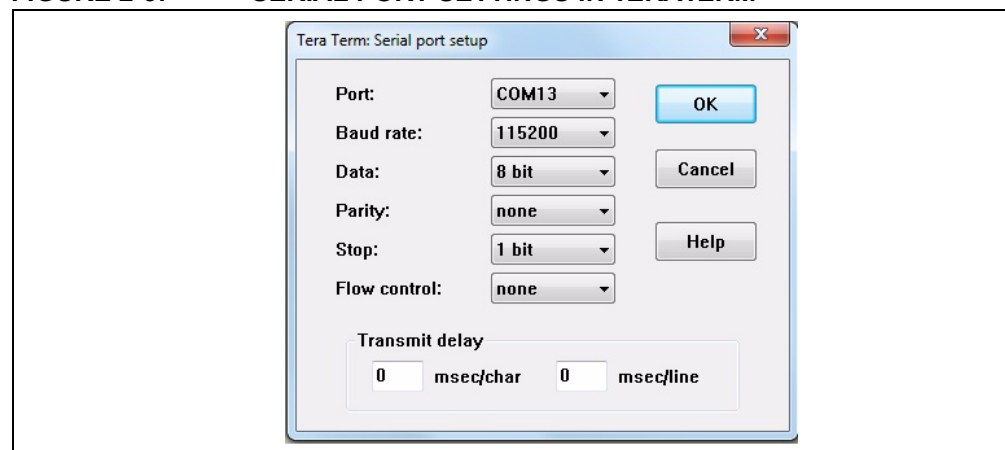 Tera Term: Serial port setup
Port: COM13
OK
Baud rate: 115200
Data: 8 bit
Cancel
Parity: none
Stop: 1 bit
Help
Flow control: none
Transmit delay
0 msec/char 0 msec/line